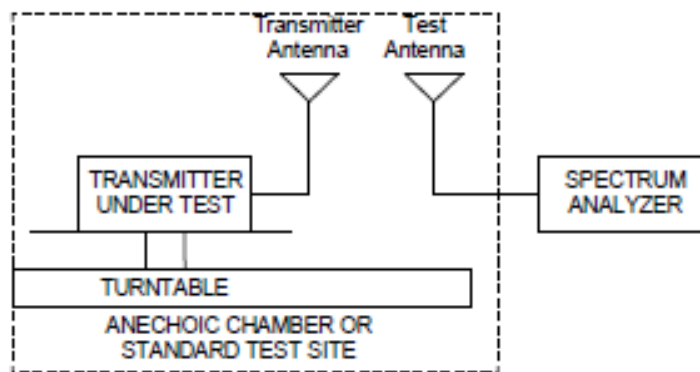 Transmitter
Antenna
Test
Antenna
TRANSMITTER
UNDER TEST
SPECTRUM
ANALYZER
TURNTABLE
ANECHOIC CHAMBER OR
STANDARD TEST SITE